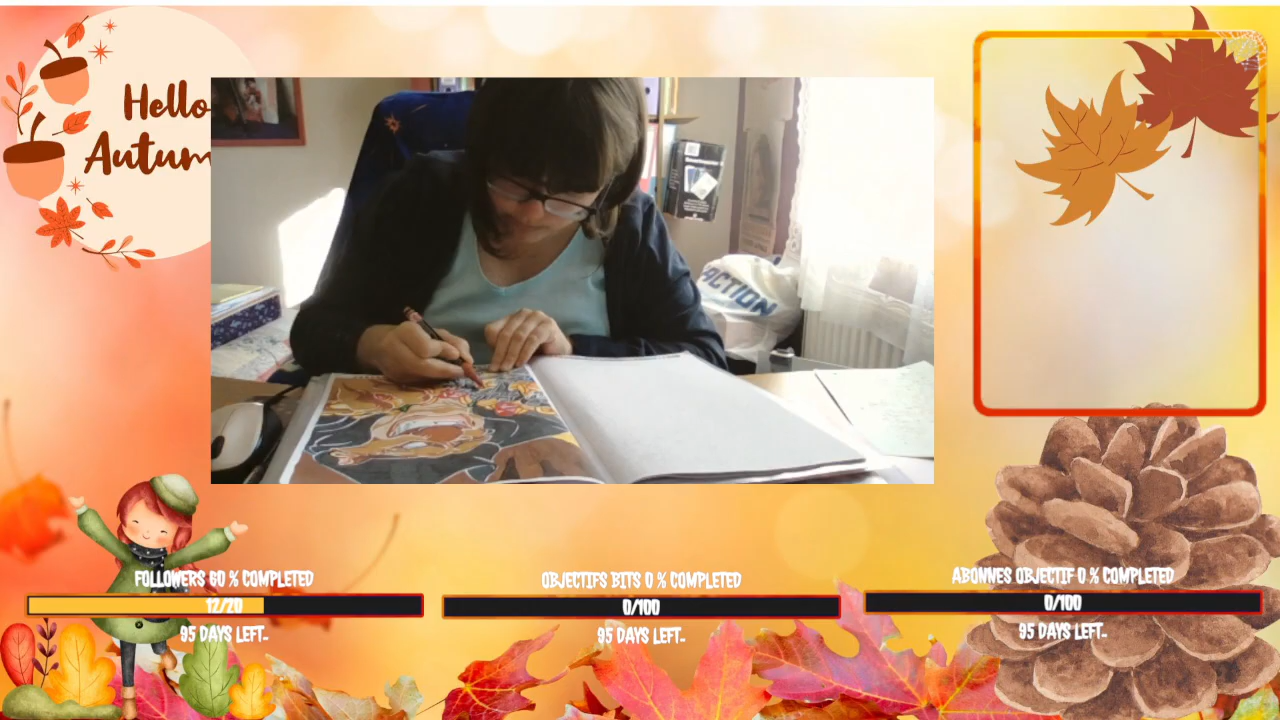 Hello
Autum
ACTION
FOLLOWERS 60 % COMPLETED
12/20
95 DAYS LEFT..
OBJECTIFS BITS 0 % COMPLETED
0/100
95 DAYS LEFT..
ABONNES OBJECTIF 0 % COMPLETED
0/100
95 DAYS LEFT..